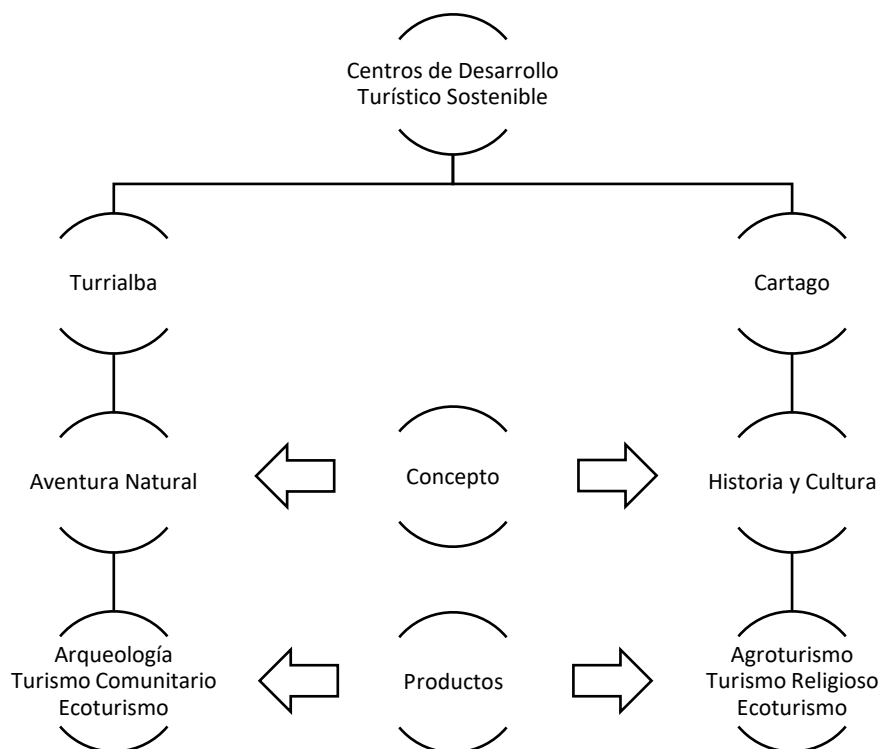 Centros de Desarrollo
Turístico Sostenible
Turrialba
Cartago
Aventura Natural
Concepto
Historia y Cultura
Arqueología
Turismo Comunitario
Ecoturismo
Productos
Agroturismo
Turismo Religioso
Ecoturismo